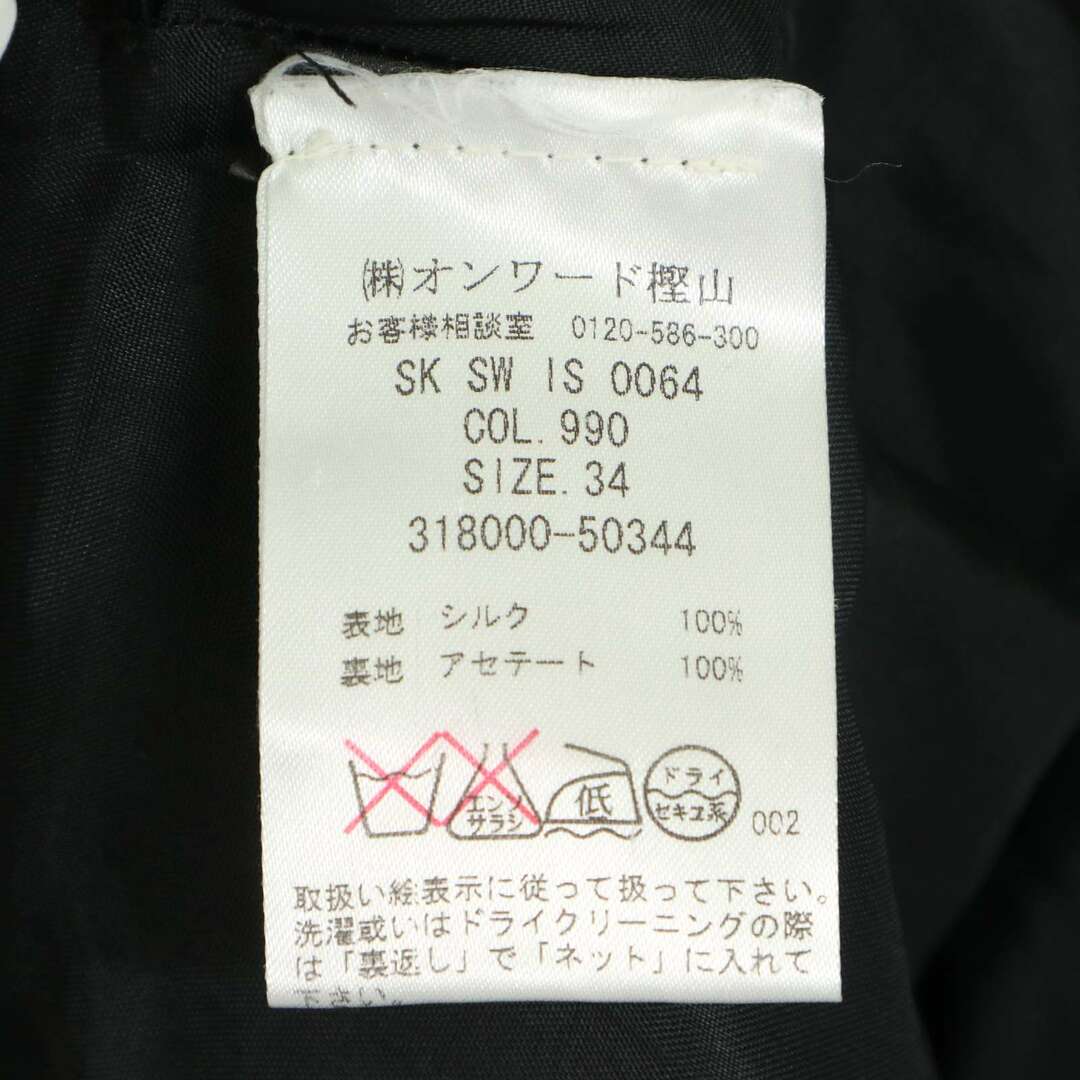 ㈱オンワード樫山
お客様相談室 0120-586-300
SK SW IS 0064
COL. 990
SIZE. 34
318000-50344
表地 シルク 100%
裏地 アセテート 100%
エンソ
サラシ
低
ドライ
セキユ系
002
取扱い絵表示に従って扱って下さい。
洗濯或いはドライクリーニングの際
は「裏返し」で「ネット」に入れて